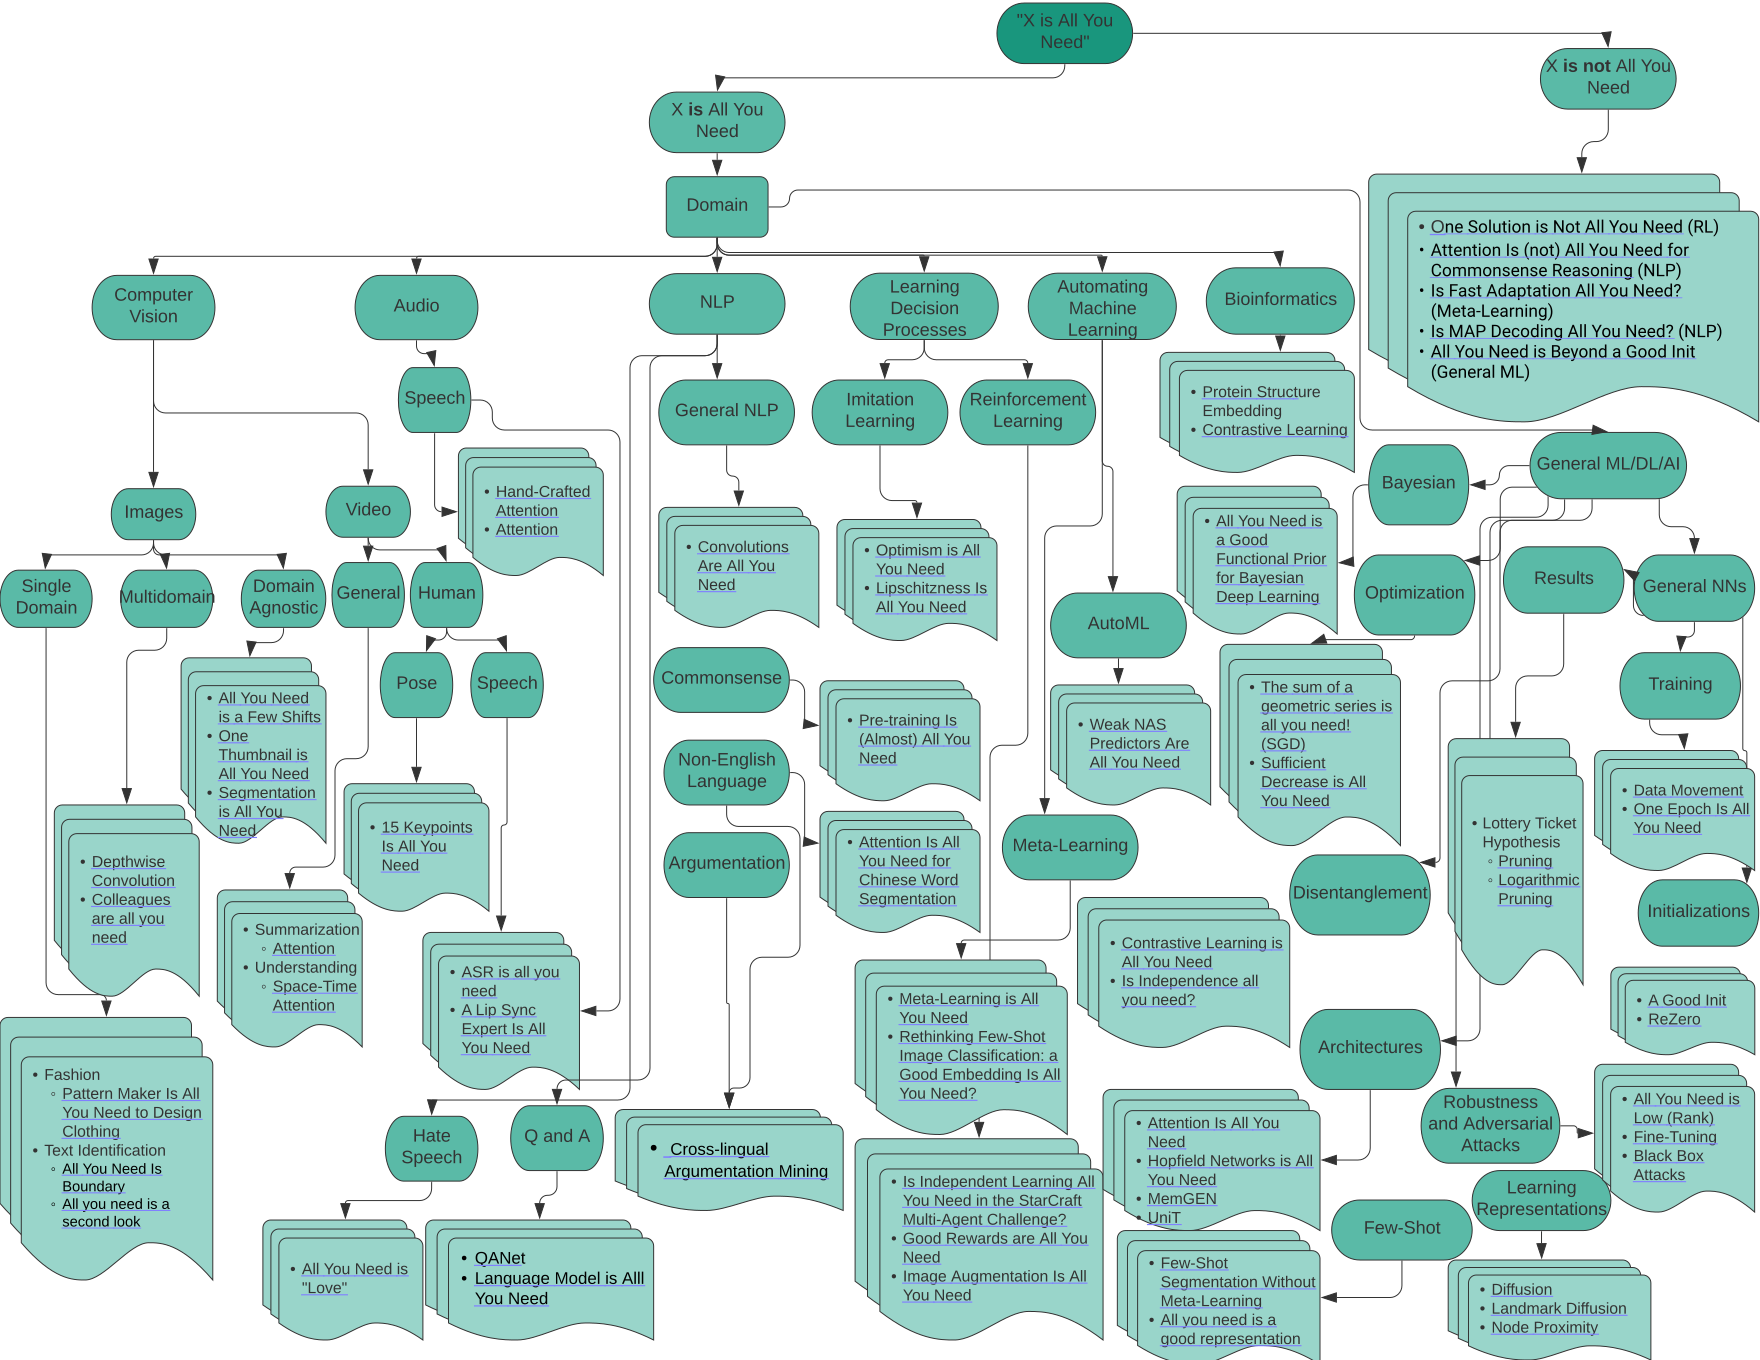 "X is All You
Need"
X is not All You
Need
X is All You
Need
Domain
• One Solution is Not All You Need (RL)
• Attention Is (not) All You Need for
Commonsense Reasoning (NLP)
• Is Fast Adaptation All You Need?
(Meta-Learning)
• Is MAP Decoding All You Need? (NLP)
• All You Need is Beyond a Good Init
(General ML)
Computer
Vision
Audio
NLP
Learning
Decision
Processes
Automating
Machine
Learning
Bioinformatics
Speech
General NLP
Imitation
Learning
Reinforcement
Learning
• Protein Structure
Embedding
• Contrastive Learning
General ML/DL/AI
Bayesian
Images
Video
• Hand-Crafted
Attention
• Attention
• Convolutions
Are All You
Need
• Optimism is All
You Need
• Lipschitzness Is
All You Need
• All You Need is
a Good
Functional Prior
for Bayesian
Deep Learning
Optimization
Results
General NNs
Single
Domain
Multidomain
Domain
Agnostic
General
Human
AutoML
Training
Pose
Speech
Commonsense
• All You Need
is a Few Shifts
• One
Thumbnail is
All You Need
• Segmentation
is All You
Need
• Pre-training Is
(Almost) All You
Need
• Weak NAS
Predictors Are
All You Need
• The sum of a
geometric series is
all you need!
(SGD)
• Sufficient
Decrease is All
You Need
Non-English
Language
• Data Movement
• One Epoch Is All
You Need
• 15 Keypoints
Is All You
Need
Argumentation
• Attention Is All
You Need for
Chinese Word
Segmentation
Meta-Learning
• Lottery Ticket
Hypothesis
◦ Pruning
◦ Logarithmic
Pruning
• Depthwise
Convolution
• Colleagues
are all you
need
Disentanglement
Initializations
• Summarization
◦ Attention
• Understanding
◦ Space-Time
Attention
• ASR is all you
need
• A Lip Sync
Expert Is All
You Need
• Contrastive Learning is
All You Need
• Is Independence all
you need?
• A Good Init
• ReZero
• Meta-Learning is All
You Need
• Rethinking Few-Shot
Image Classification: a
Good Embedding Is All
You Need?
Architectures
• Fashion
◦ Pattern Maker Is All
You Need to Design
Clothing
• Text Identification
◦ All You Need Is
Boundary
◦ All you need is a
second look
Hate
Speech
Q and A
• Cross-lingual
Argumentation Mining
• Attention Is All You
Need
• Hopfield Networks is All
You Need
• MemGEN
• UniT
Robustness
and Adversarial
Attacks
• All You Need is
Low (Rank)
• Fine-Tuning
• Black Box
Attacks
• Is Independent Learning All
You Need in the StarCraft
Multi-Agent Challenge?
• Good Rewards are All You
Need
• Image Augmentation Is All
You Need
Learning
Representations
Few-Shot
• All You Need is
"Love"
• QANet
• Language Model is Alll
You Need
• Few-Shot
Segmentation Without
Meta-Learning
• All you need is a
good representation
• Diffusion
• Landmark Diffusion
• Node Proximity